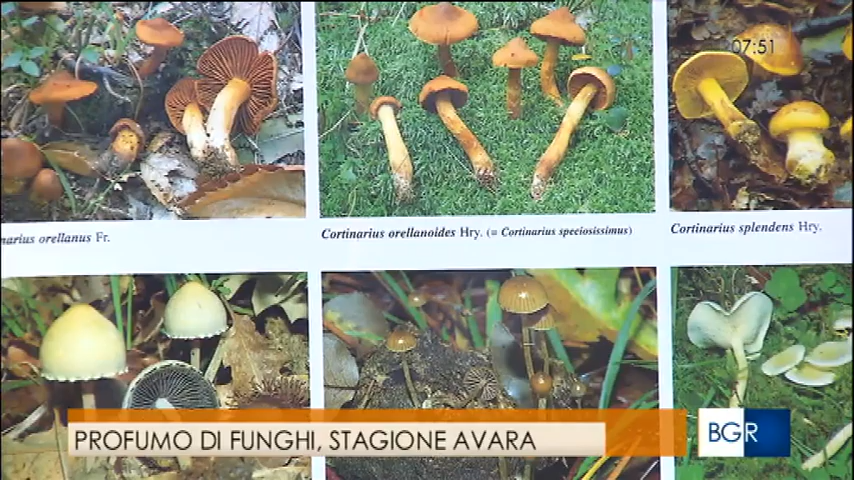 07:51
narius orellanus Fr.
Cortinarius orellanoides Hry. (= Cortinarius speciosissimus)
Cortinarius splendens Hry.
PROFUMO DI FUNGHI, STAGIONE AVARA
BGR